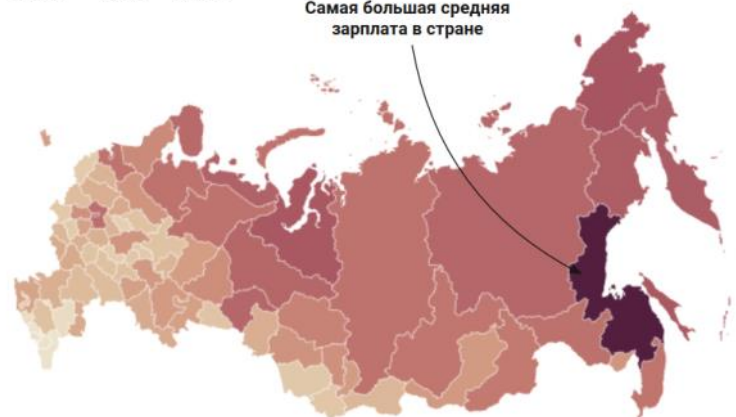 Самая большая средняя
зарплата в стране